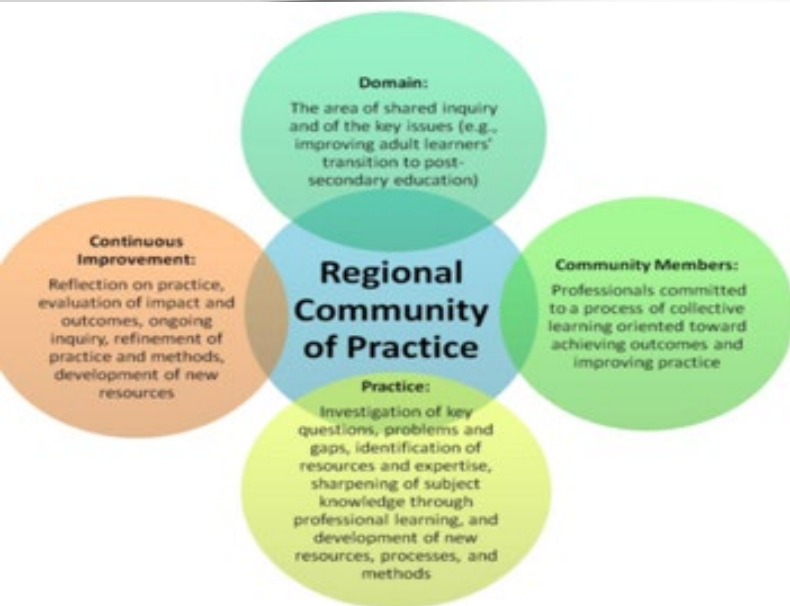 Domain:
The area of shared inquiry
and of the key issues (e.g.,
improving adult learners'
transition to post-
secondary education)
Continuous
Improvement:
Reflection on practice,
evaluation of impact and
outcomes, ongoing
inquiry, refinement of
practice and methods,
development of new
resources
Regional
Community
of Practice
Community Members:
Professionals committed
to a process of collective
learning oriented toward
achieving outcomes and
improving practice
Practice:
Investigation of key
questions, problems and
gaps, identification of
resources and expertise,
sharpening of subject
knowledge through
professional learning, and
development of new
resources, processes, and
methods